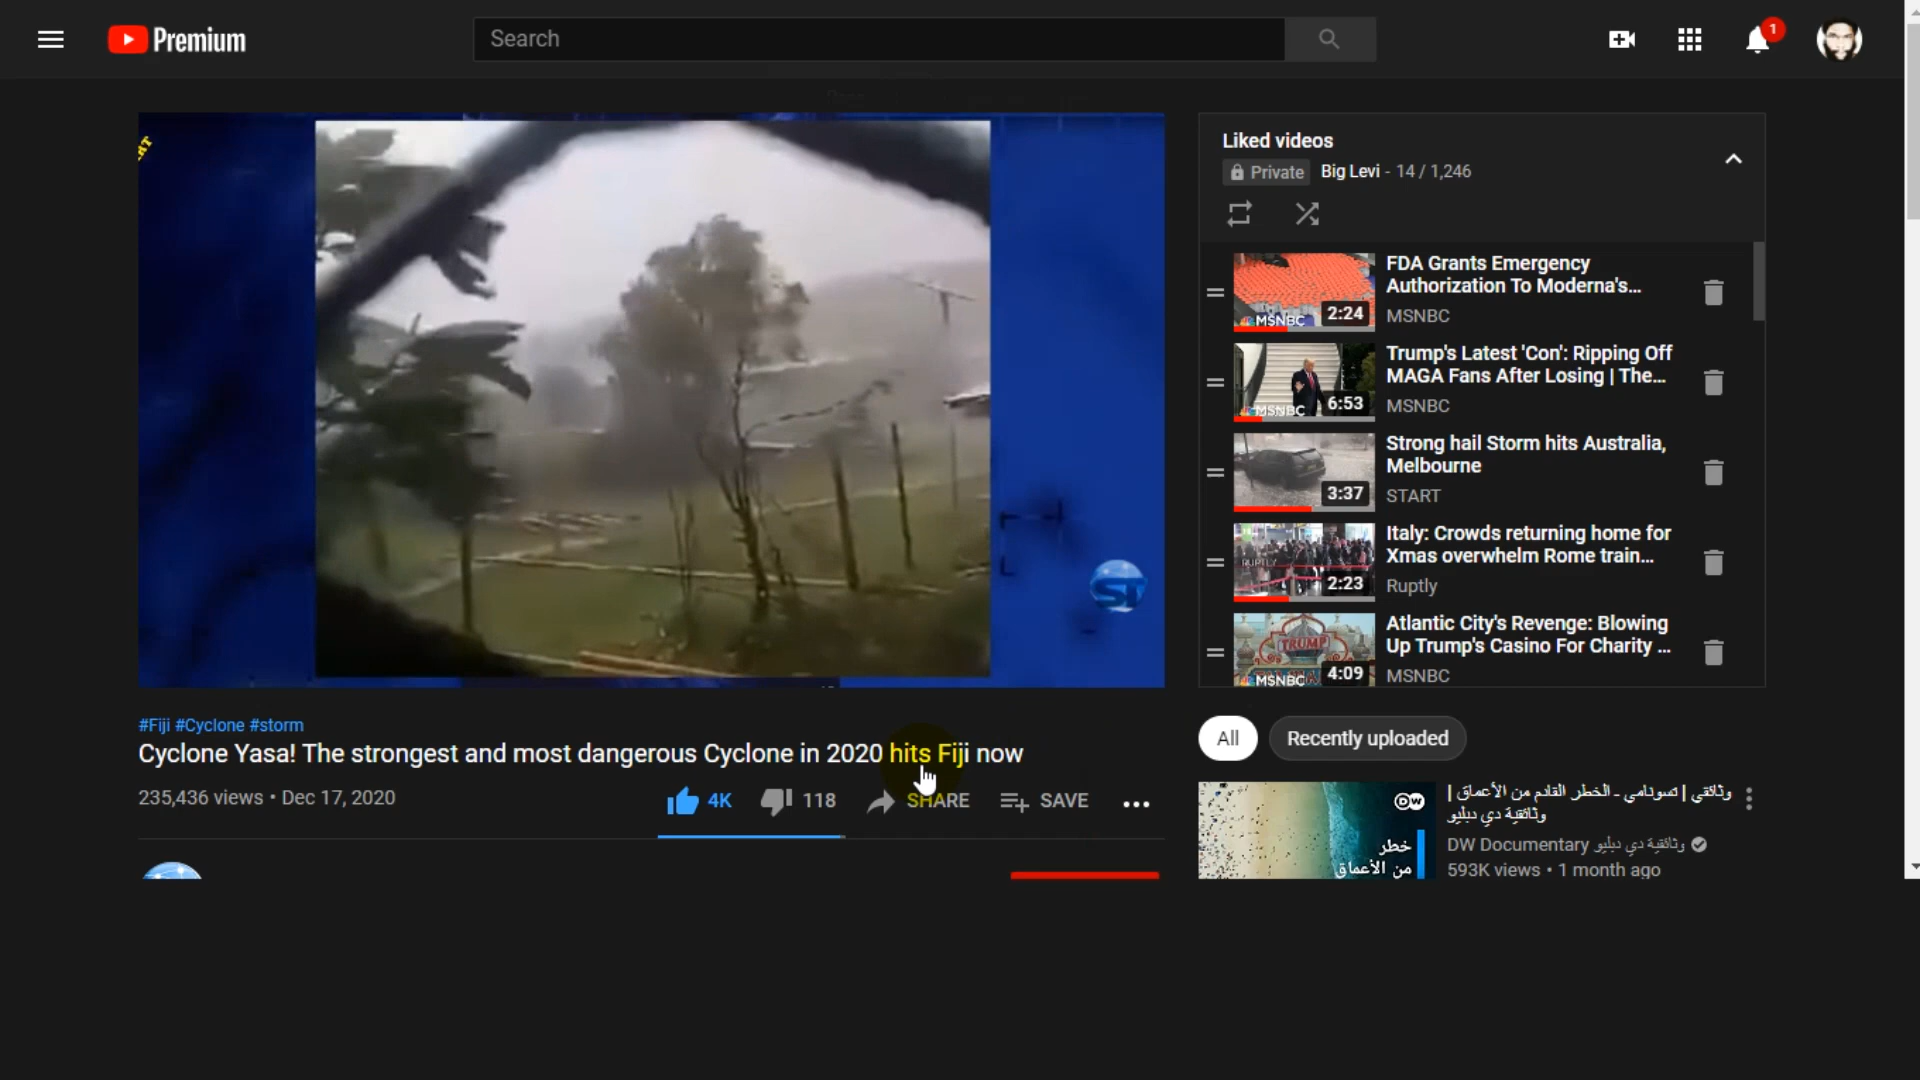 Premium
Search
1
ST
#Fiji #Cyclone #storm
Cyclone Yasa! The strongest and most dangerous Cyclone in 2020 hits Fiji now
235,436 views • Dec 17, 2020
4K
118
SHARE
SAVE
Liked videos
Private
Big Levi - 14 / 1,246
MSNBC
2:24
FDA Grants Emergency
Authorization To Moderna's...
MSNBC
MSNBC
6:53
Trump's Latest 'Con': Ripping Off
MAGA Fans After Losing | The...
MSNBC
3:37
Strong hail Storm hits Australia,
Melbourne
START
RUPTLY
2:23
Italy: Crowds returning home for
Xmas overwhelm Rome train...
Ruptly
TRUMP
MSNBC
4:09
Atlantic City's Revenge: Blowing
Up Trump's Casino For Charity ...
MSNBC
All
Recently uploaded
DW
خطر
من الأعماق
وثائقي | تسونامي ـ الخطر القادم من الأعماق |
وثائقية دي دبليو
DW Documentary وثائقية دي دبليو
593K views • 1 month ago